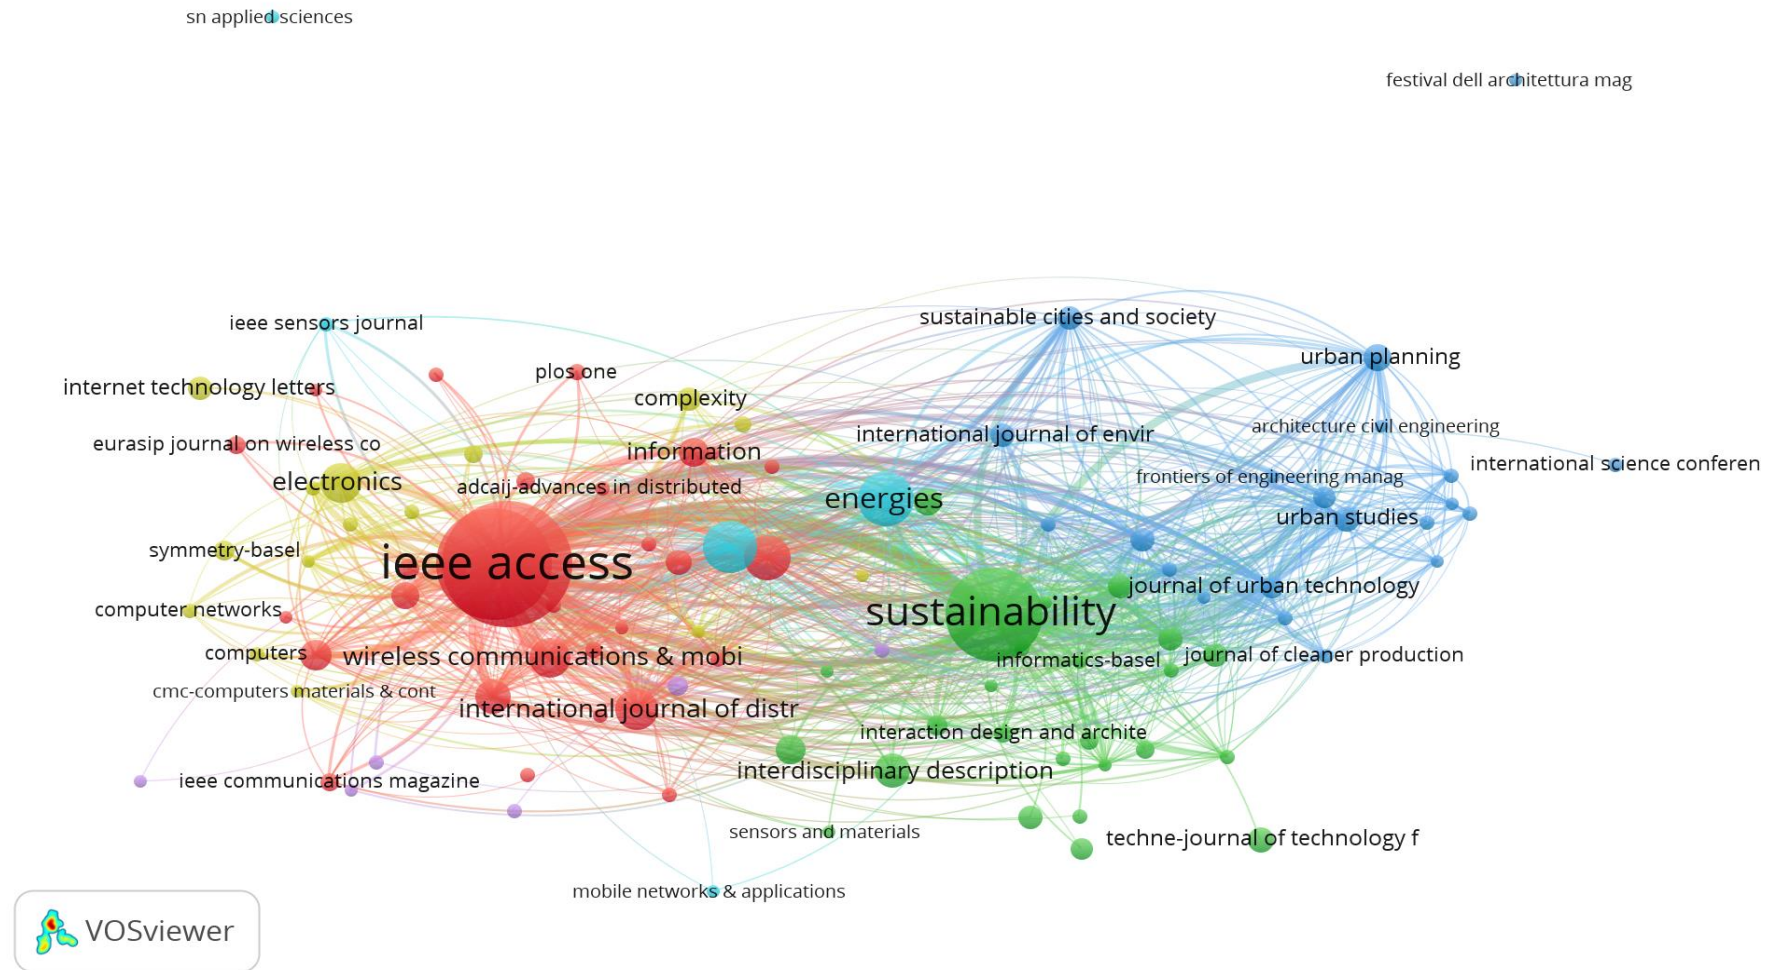 sn applied sciences
festival dell architettura mag
sustainable cities and society
ieee sensors journal
urban planning
plos one
internet technology letters
complexity
architecture civil engineering
international journal of envir
eurasip journal on wireless co
information
international science conferen
frontiers of engineering manag
electronics
adcaij-advances in distributed
energies
urban studies
symmetry-basel
ieee access
journal of urban technology
computer networks
sustainability
computers
wireless communications & mobi
informatics-basel
journal of cleaner production
cmc-computers materials & cont
international journal of distr
interaction design and archite
interdisciplinary description
ieee communications magazine
sensors and materials
techne-journal of technology f
mobile networks & applications
VOSviewer